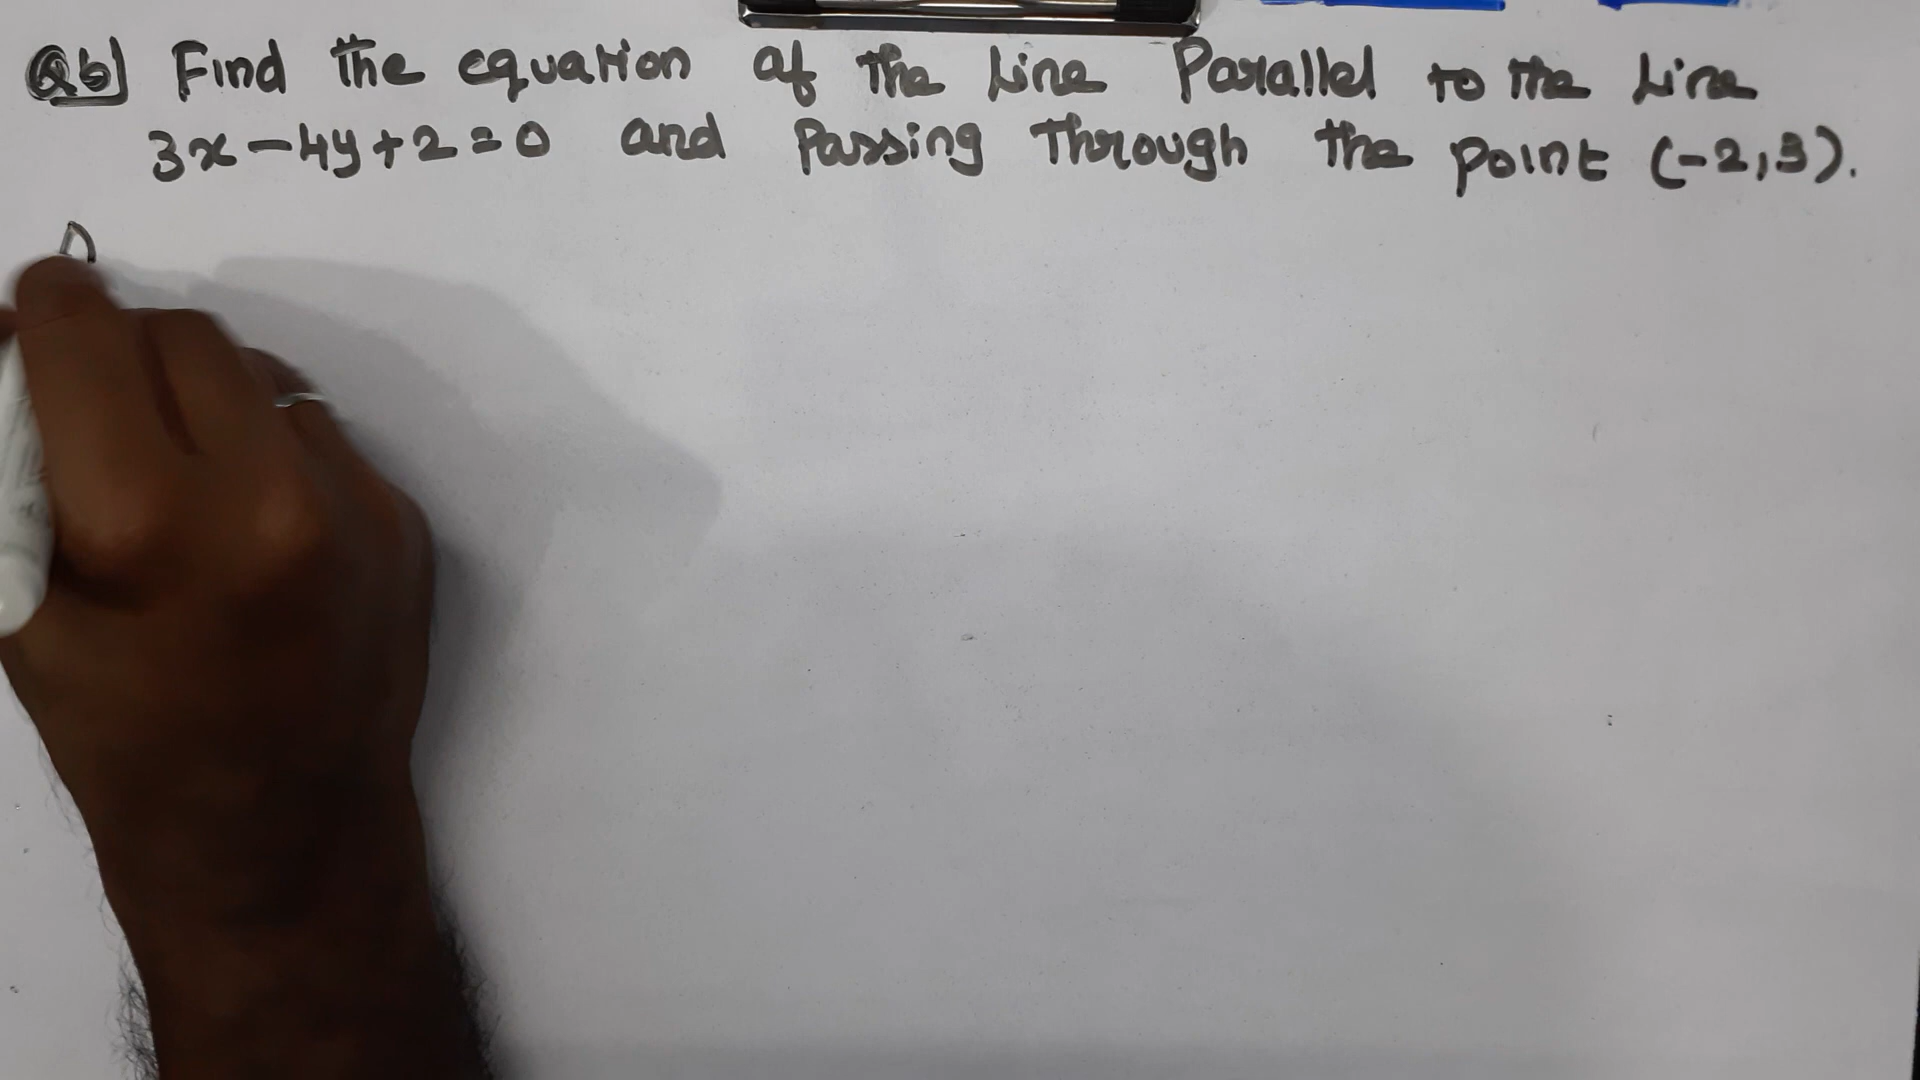 Q6) Find the equation of the Line Parallel to the Line
3x-4y+2=0 and Passing Through the point (-2,3).
A